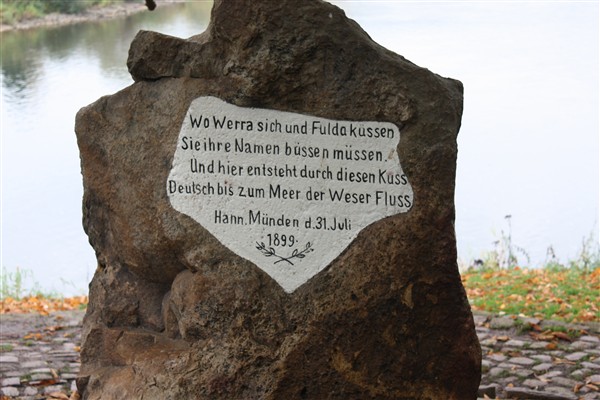 Wo Werra sich und Fulda küssen
Sie ihre Namen büssen müssen.
Und hier entsteht durch diesen Kuss
Deutsch bis zum Meer der Weser Fluss.
Hann. Münden d. 31. Juli
1899.